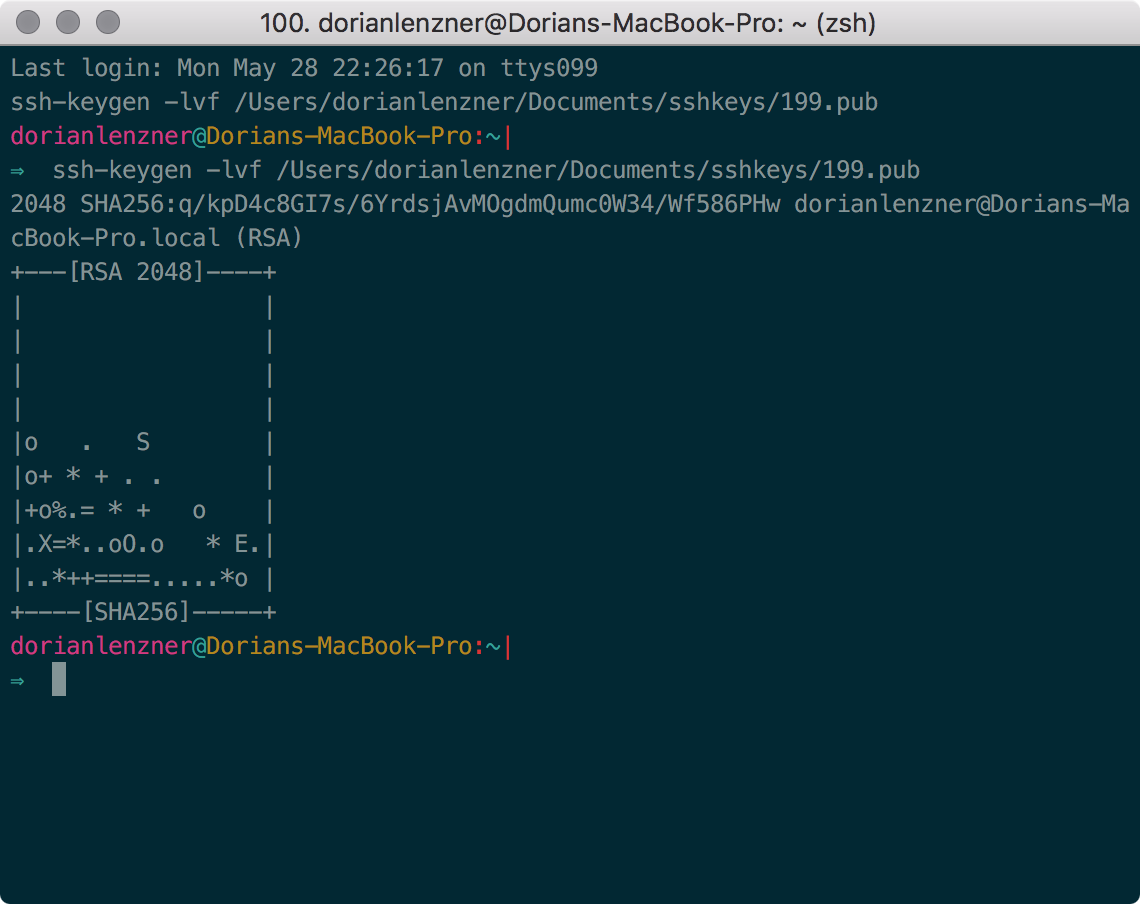 100. dorianlenzner@Dorians-MacBook-Pro: ~ (zsh)
Last login: Mon May 28 22:26:17 on ttys099
ssh-keygen -lvf /Users/dorianlenzner/Documents/sshkeys/199.pub
dorianlenzner@Dorians-MacBook-Pro:~|
⇒  ssh-keygen -lvf /Users/dorianlenzner/Documents/sshkeys/199.pub
2048 SHA256:q/kpD4c8GI7s/6YrdsjAvMOgdmQumc0W34/Wf586PHw dorianlenzner@Dorians-Ma
cBook-Pro.local (RSA)
+---[RSA 2048]----+
|                 |
|                 |
|                 |
|                 |
|o   .   S        |
|o+ * + . .       |
|+o%.= * +   o    |
|.X=*..oO.o   * E.|
|..*++====.....*o |
+----[SHA256]-----+
dorianlenzner@Dorians-MacBook-Pro:~|
⇒